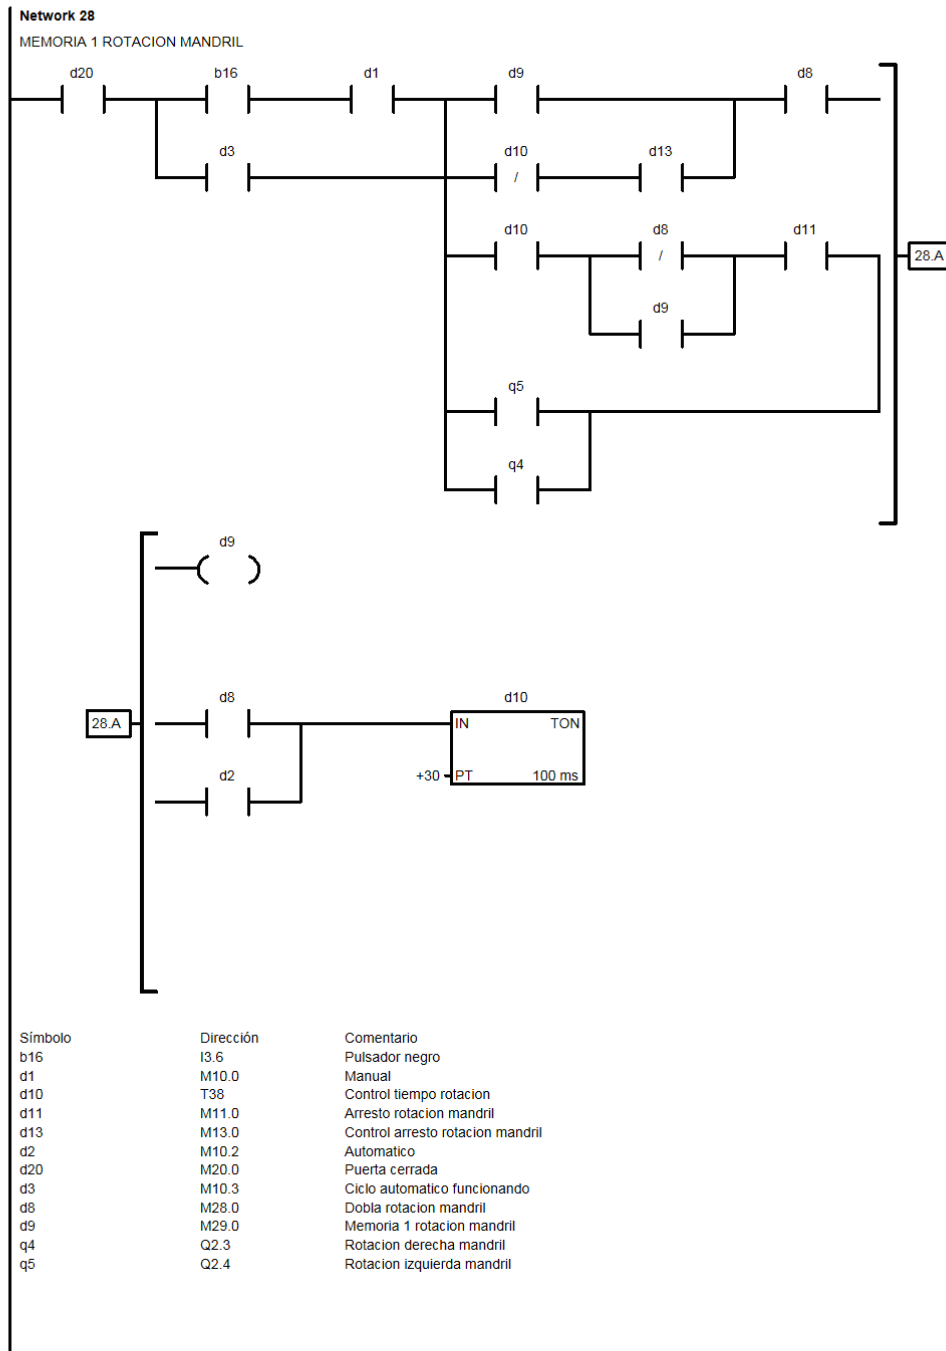 Network 28
MEMORIA 1 ROTACION MANDRIL
d20 b16 d1 d9 d8
d3 d10 d13
/
d10 d8 d11
/
28.A
d9
q5
q4
d9
d8 d10
28.A IN TON
d2
+30 PT 100 ms
Símbolo Dirección Comentario
b16 I3.6 Pulsador negro
d1 M10.0 Manual
d10 T38 Control tiempo rotacion
d11 M11.0 Arresto rotacion mandril
d13 M13.0 Control arresto rotacion mandril
d2 M10.2 Automatico
d20 M20.0 Puerta cerrada
d3 M10.3 Ciclo automatico funcionando
d8 M28.0 Dobla rotacion mandril
d9 M29.0 Memoria 1 rotacion mandril
q4 Q2.3 Rotacion derecha mandril
q5 Q2.4 Rotacion izquierda mandril